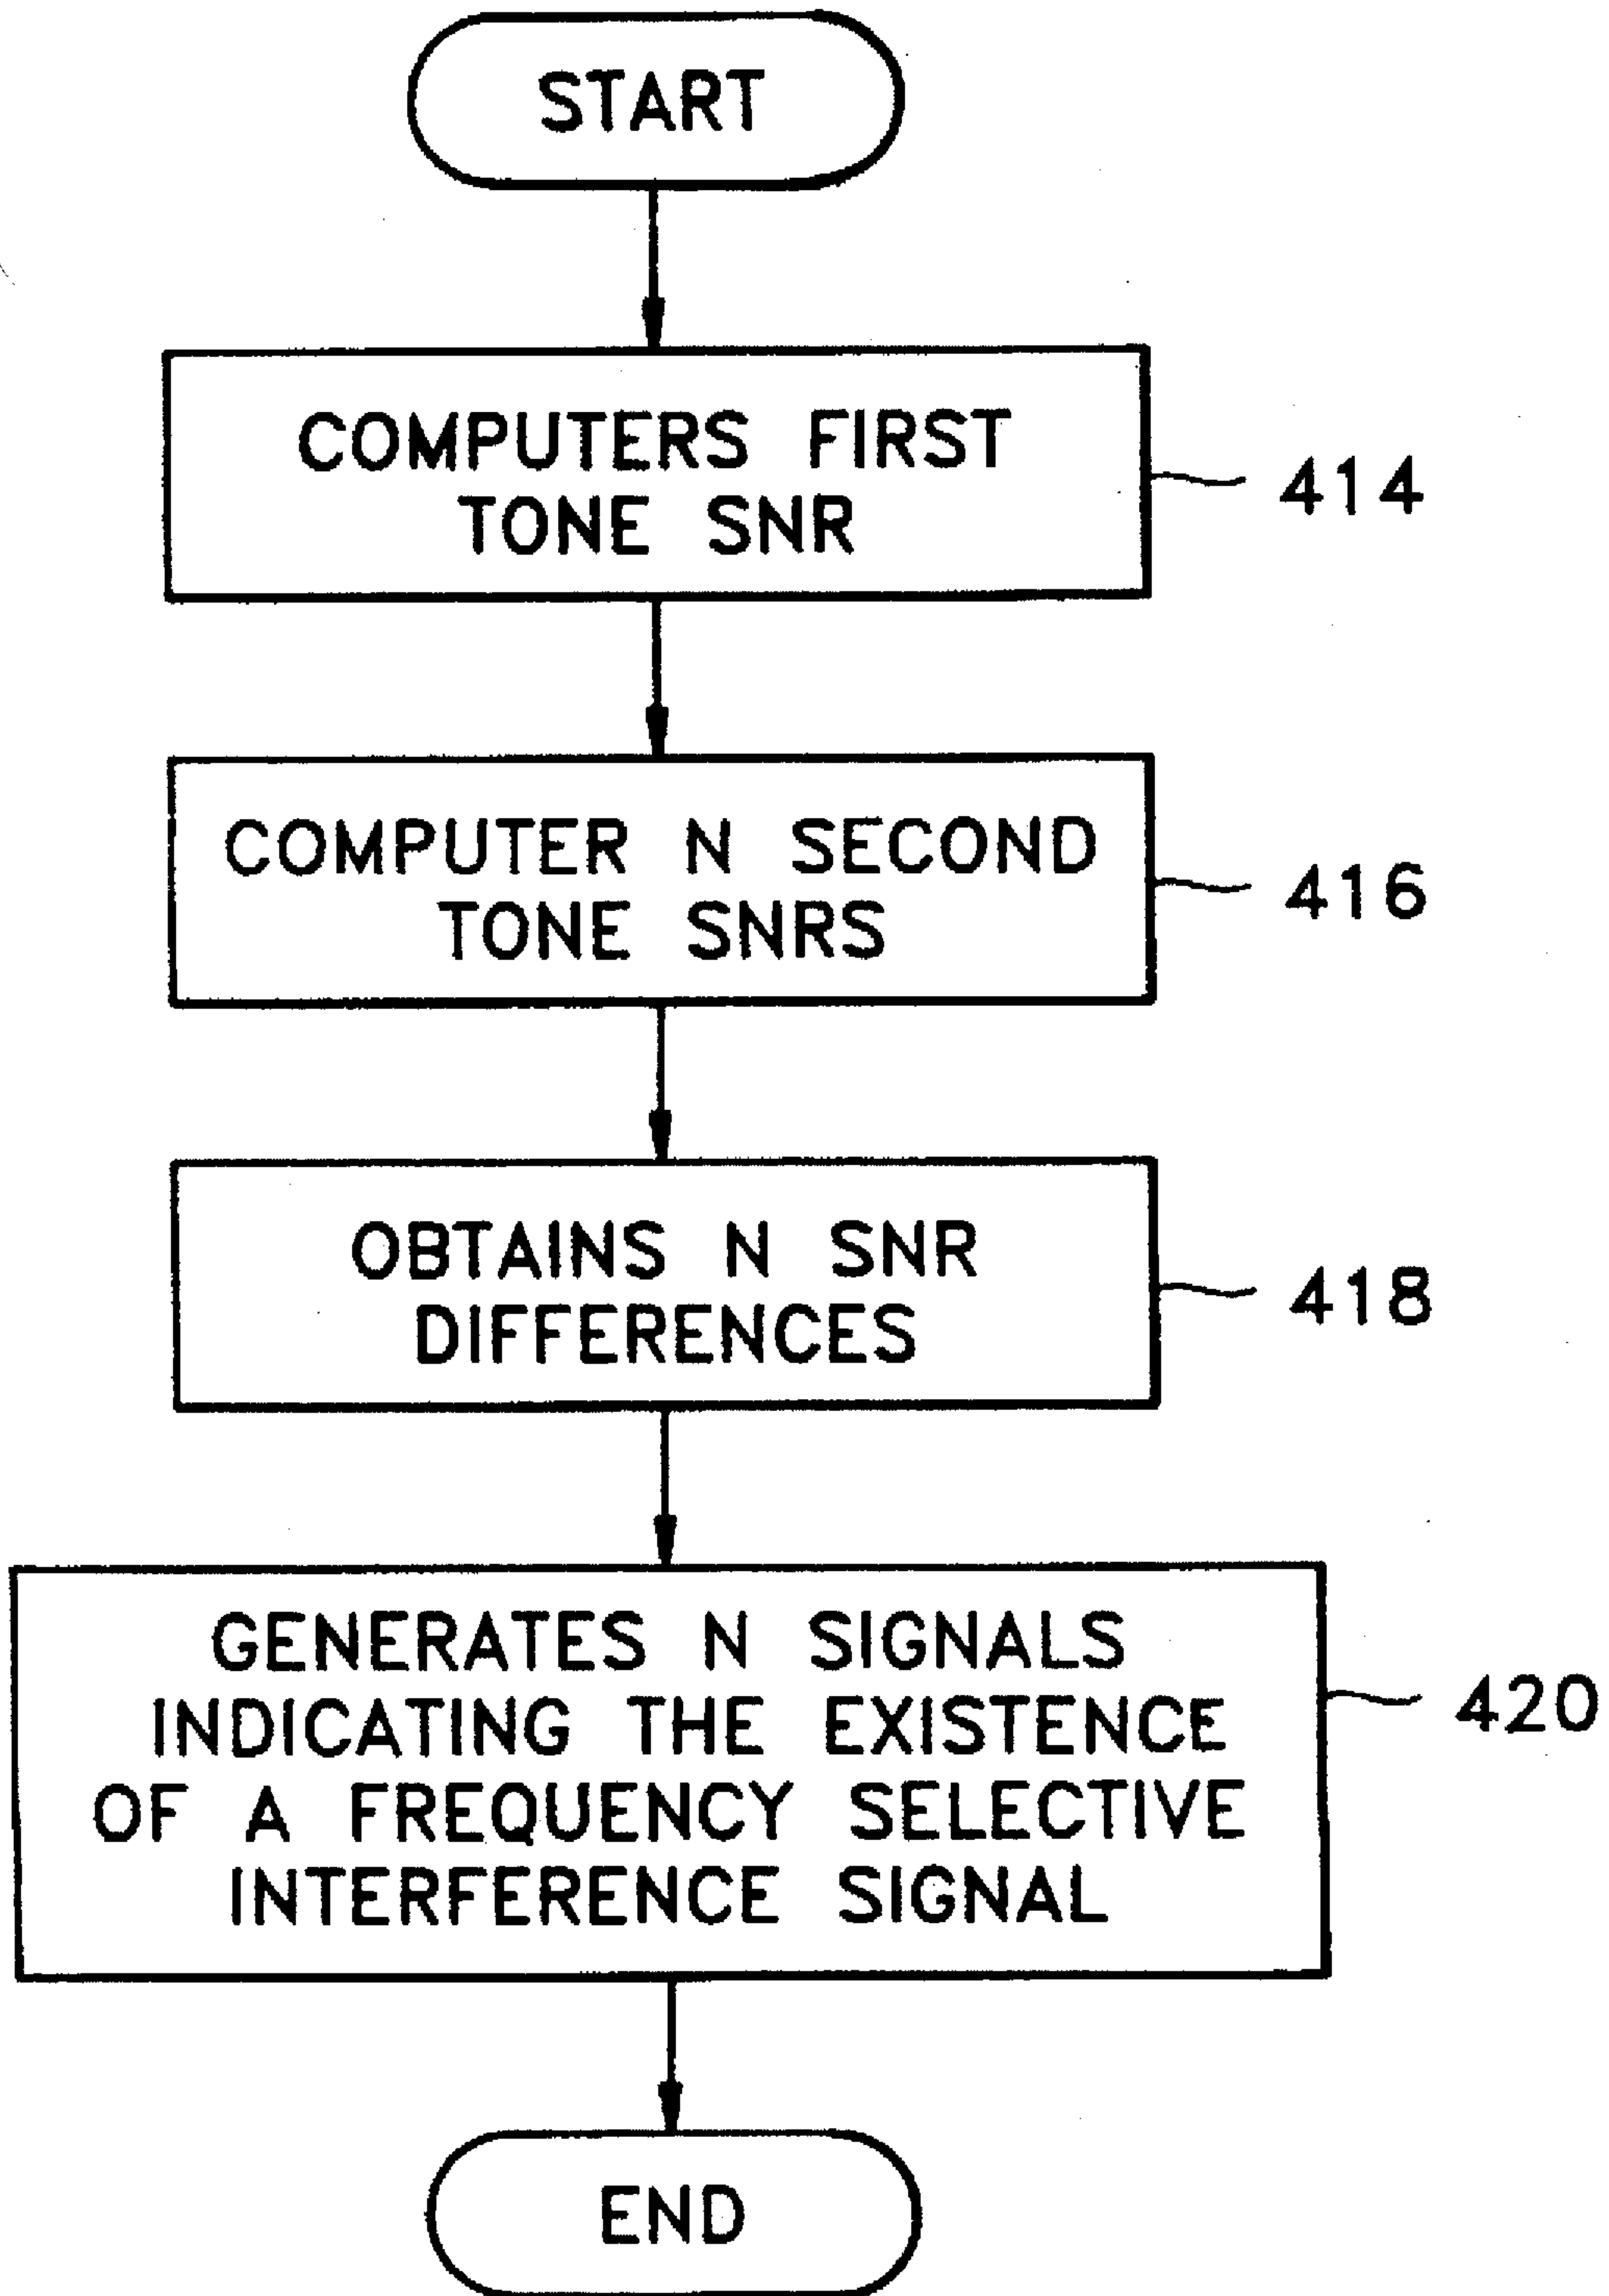 START
COMPUTERS FIRST
TONE SNR
414
COMPUTER N SECOND
TONE SNRS
416
OBTAINS N SNR
DIFFERENCES
418
GENERATES N SIGNALS
INDICATING THE EXISTENCE
OF A FREQUENCY SELECTIVE
INTERFERENCE SIGNAL
420
END